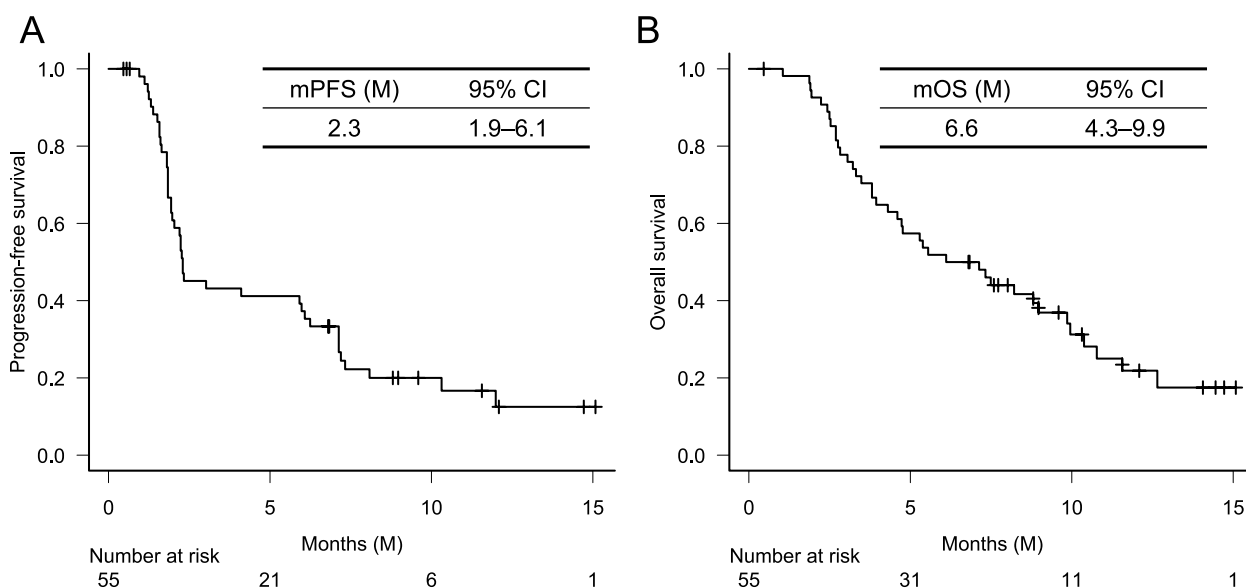 A
mPFS (M) 95% CI
2.3 1.9–6.1
Progression-free survival
1.0
0.8
0.6
0.4
0.2
0.0
0 5 10 15
Months (M)
Number at risk
55 21 6 1
B
mOS (M) 95% CI
6.6 4.3–9.9
Overall survival
1.0
0.8
0.6
0.4
0.2
0.0
0 5 10 15
Months (M)
Number at risk
55 31 11 1